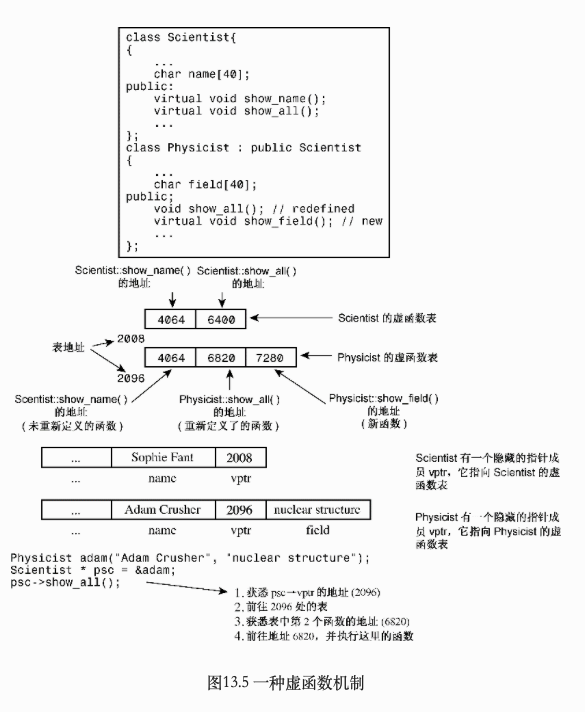 class Scientist{
{
...
char name[40];
public:
virtual void show_name();
virtual void show_all();
...
};
class Physicist : public Scientist
{
...
char field[40];
public;
void show_all(); // redefined
virtual void show_field(); // new
...
};
Scientist::show_name() Scientist::show_all()
的地址 的地址
4064 6400 Scientist 的虚函数表
2008
表地址
4064 6820 7280 Physicist 的虚函数表
2096
Scentist::show_name() Physicist::show_all() Physicist::show_field()
的地址 的地址 的地址
(未重新定义的函数) (重新定义了的函数) (新函数)
... Sophie Fant 2008
... name vptr
Scientist 有一个隐藏的指针成
员 vptr，它指向 Scientist 的虚
函数表
... Adam Crusher 2096 nuclear structure
... name vptr field
Physicist 有一个隐藏的指针成
员 vptr，它指向 Physicist 的虚
函数表
Physicist adam("Adam Crusher", "nuclear structure");
Scientist * psc = &adam;
psc->show_all();
1. 获悉 psc→vptr 的地址 (2096)
2. 前往 2096 处的表
3. 获悉表中第 2 个函数的地址 (6820)
4. 前往地址 6820，并执行这里的函数
图13.5 一种虚函数机制